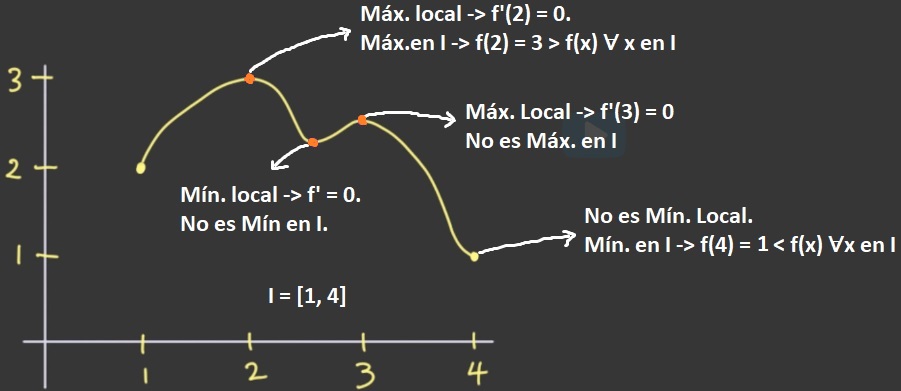 Máx. local -> f'(2) = 0.
Máx.en I -> f(2) = 3 > f(x) ∀ x en I
3
Máx. Local -> f'(3) = 0
No es Máx. en I
2
Mín. local -> f' = 0.
No es Mín en I.
No es Mín. Local.
Mín. en I -> f(4) = 1 < f(x) ∀x en I
1
I = [1, 4]
1 2 3 4